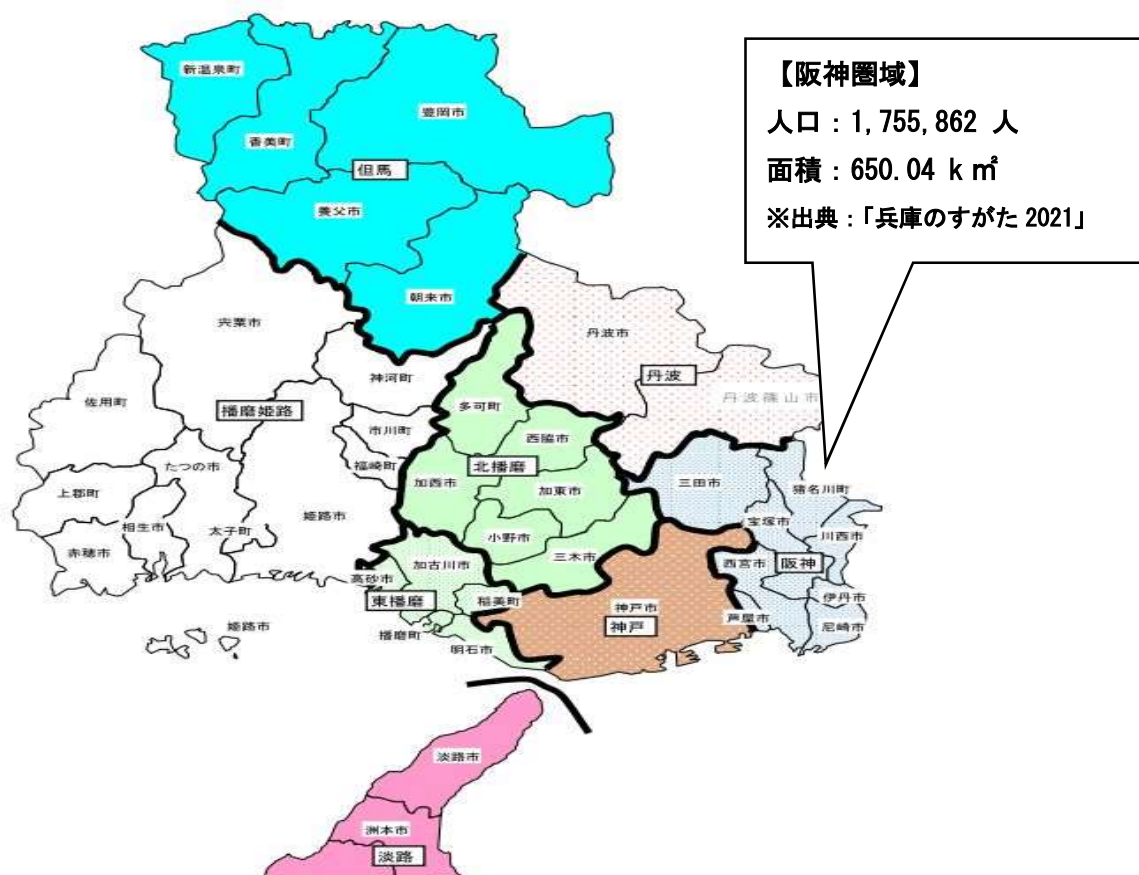 【阪神圏域】
人口：1,755,862 人
面積：650.04 k㎡
※出典：「兵庫のすがた 2021」
新温泉町
豊岡市
香美町
但馬
養父市
朝来市
宍粟市
丹波市
神河町
丹波
佐用町
多可町
丹波篠山市
播磨姫路
市川町
西脇市
たつの市
福崎町
北播磨
加西市
三田市
上郡町
加東市
猪名川町
姫路市
相生市
太子町
宝塚市
赤穂市
小野市
川西市
三木市
加古川市
西宮市
阪神
高砂市
東播磨
稲美町
神戸市
伊丹市
芦屋市
姫路市
神戸
尼崎市
播磨町
明石市
淡路市
洲本市
淡路